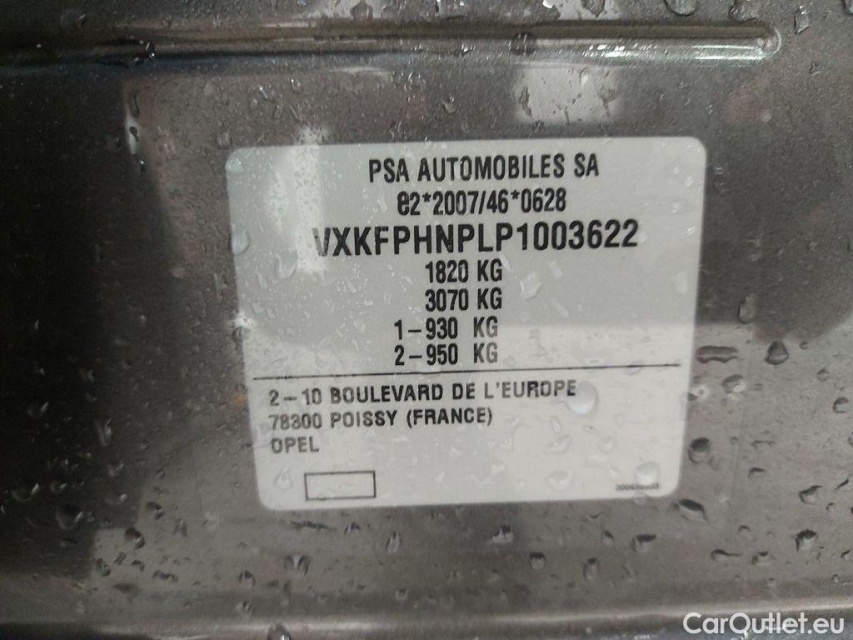 PSA AUTOMOBILES SA
e2*2007/46*0628
VXKFPHNPLP1003622
1820 KG
3070 KG
1-930 KG
2-950 KG
2-10 BOULEVARD DE L'EUROPE
78300 POISSY (FRANCE)
OPEL
CarOutlet.eu